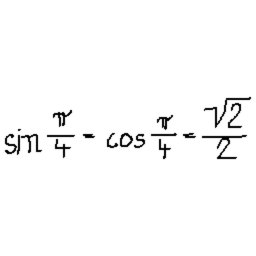 sin π/4 = cos π/4 = √2/2